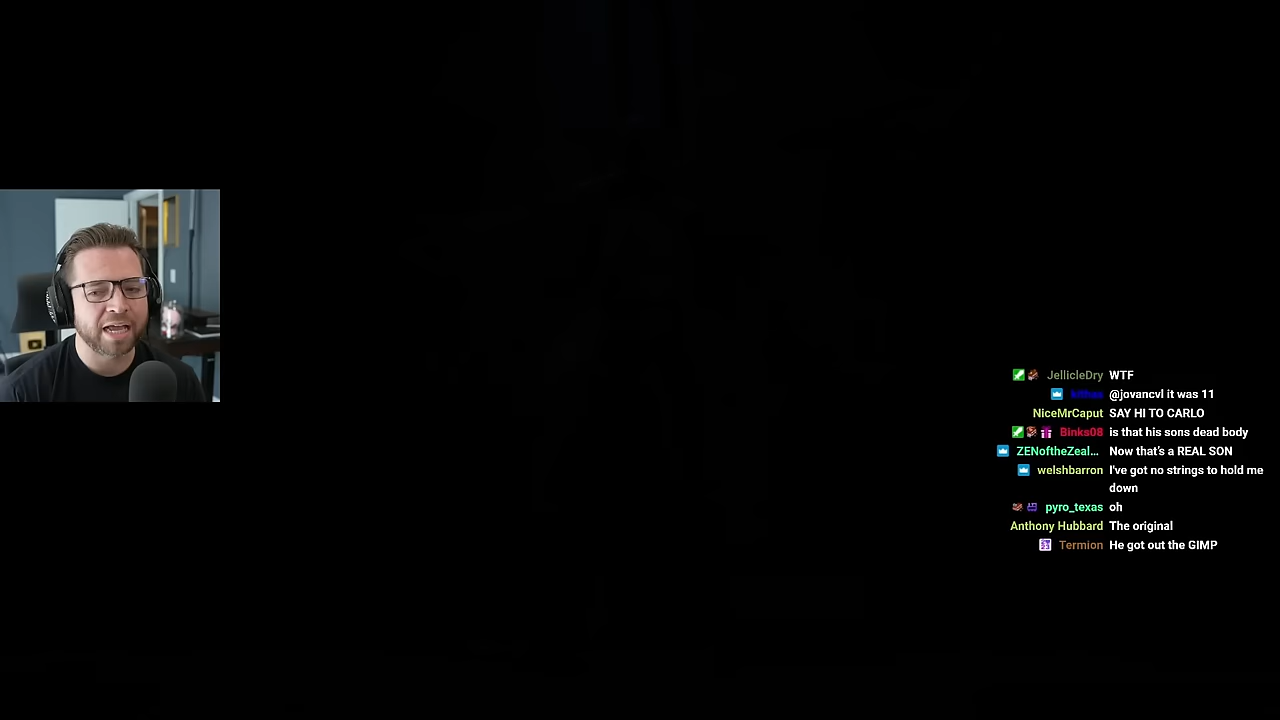 JellicleDry WTF
@jovancvl it was 11
NiceMrCaput SAY HI TO CARLO
Binks08 is that his sons dead body
ZENoftheZeal... Now that's a REAL SON
welshbarron I've got no strings to hold me
down
pyro_texas oh
Anthony Hubbard The original
Termion He got out the GIMP